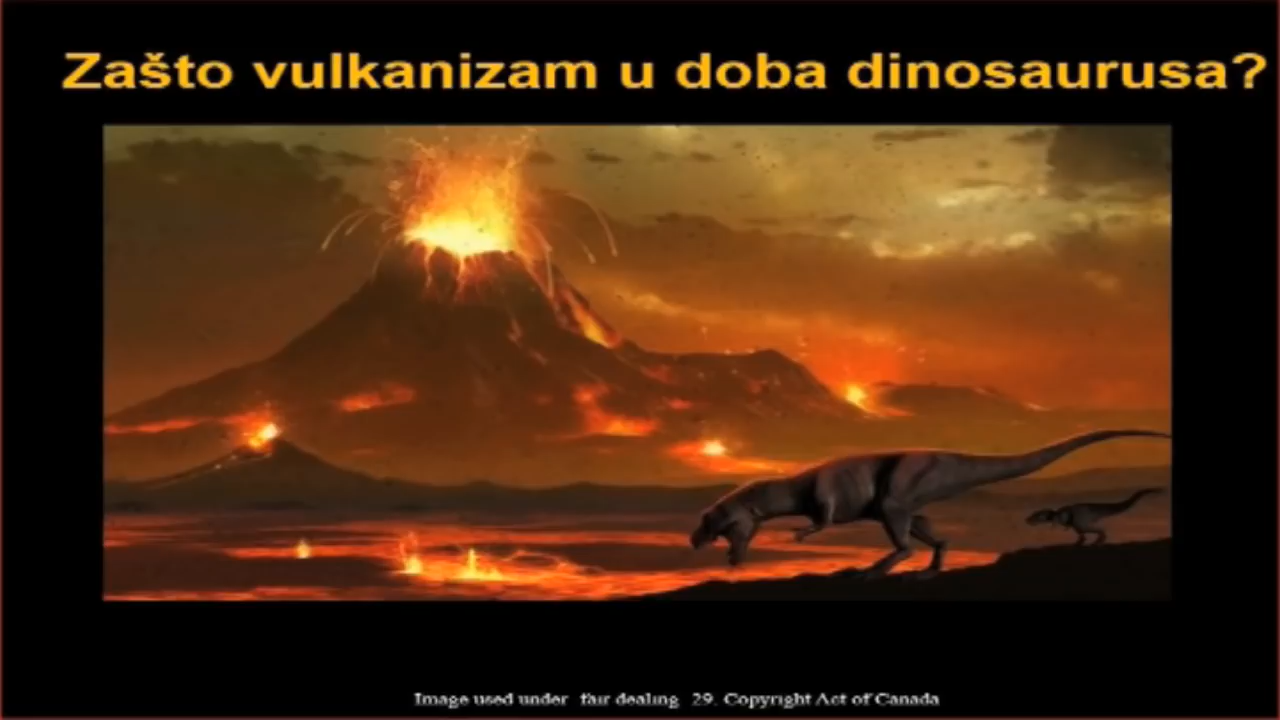 Zašto vulkanizam u doba dinosaurusa?
Image used under fair dealing 29. Copyright Act of Canada